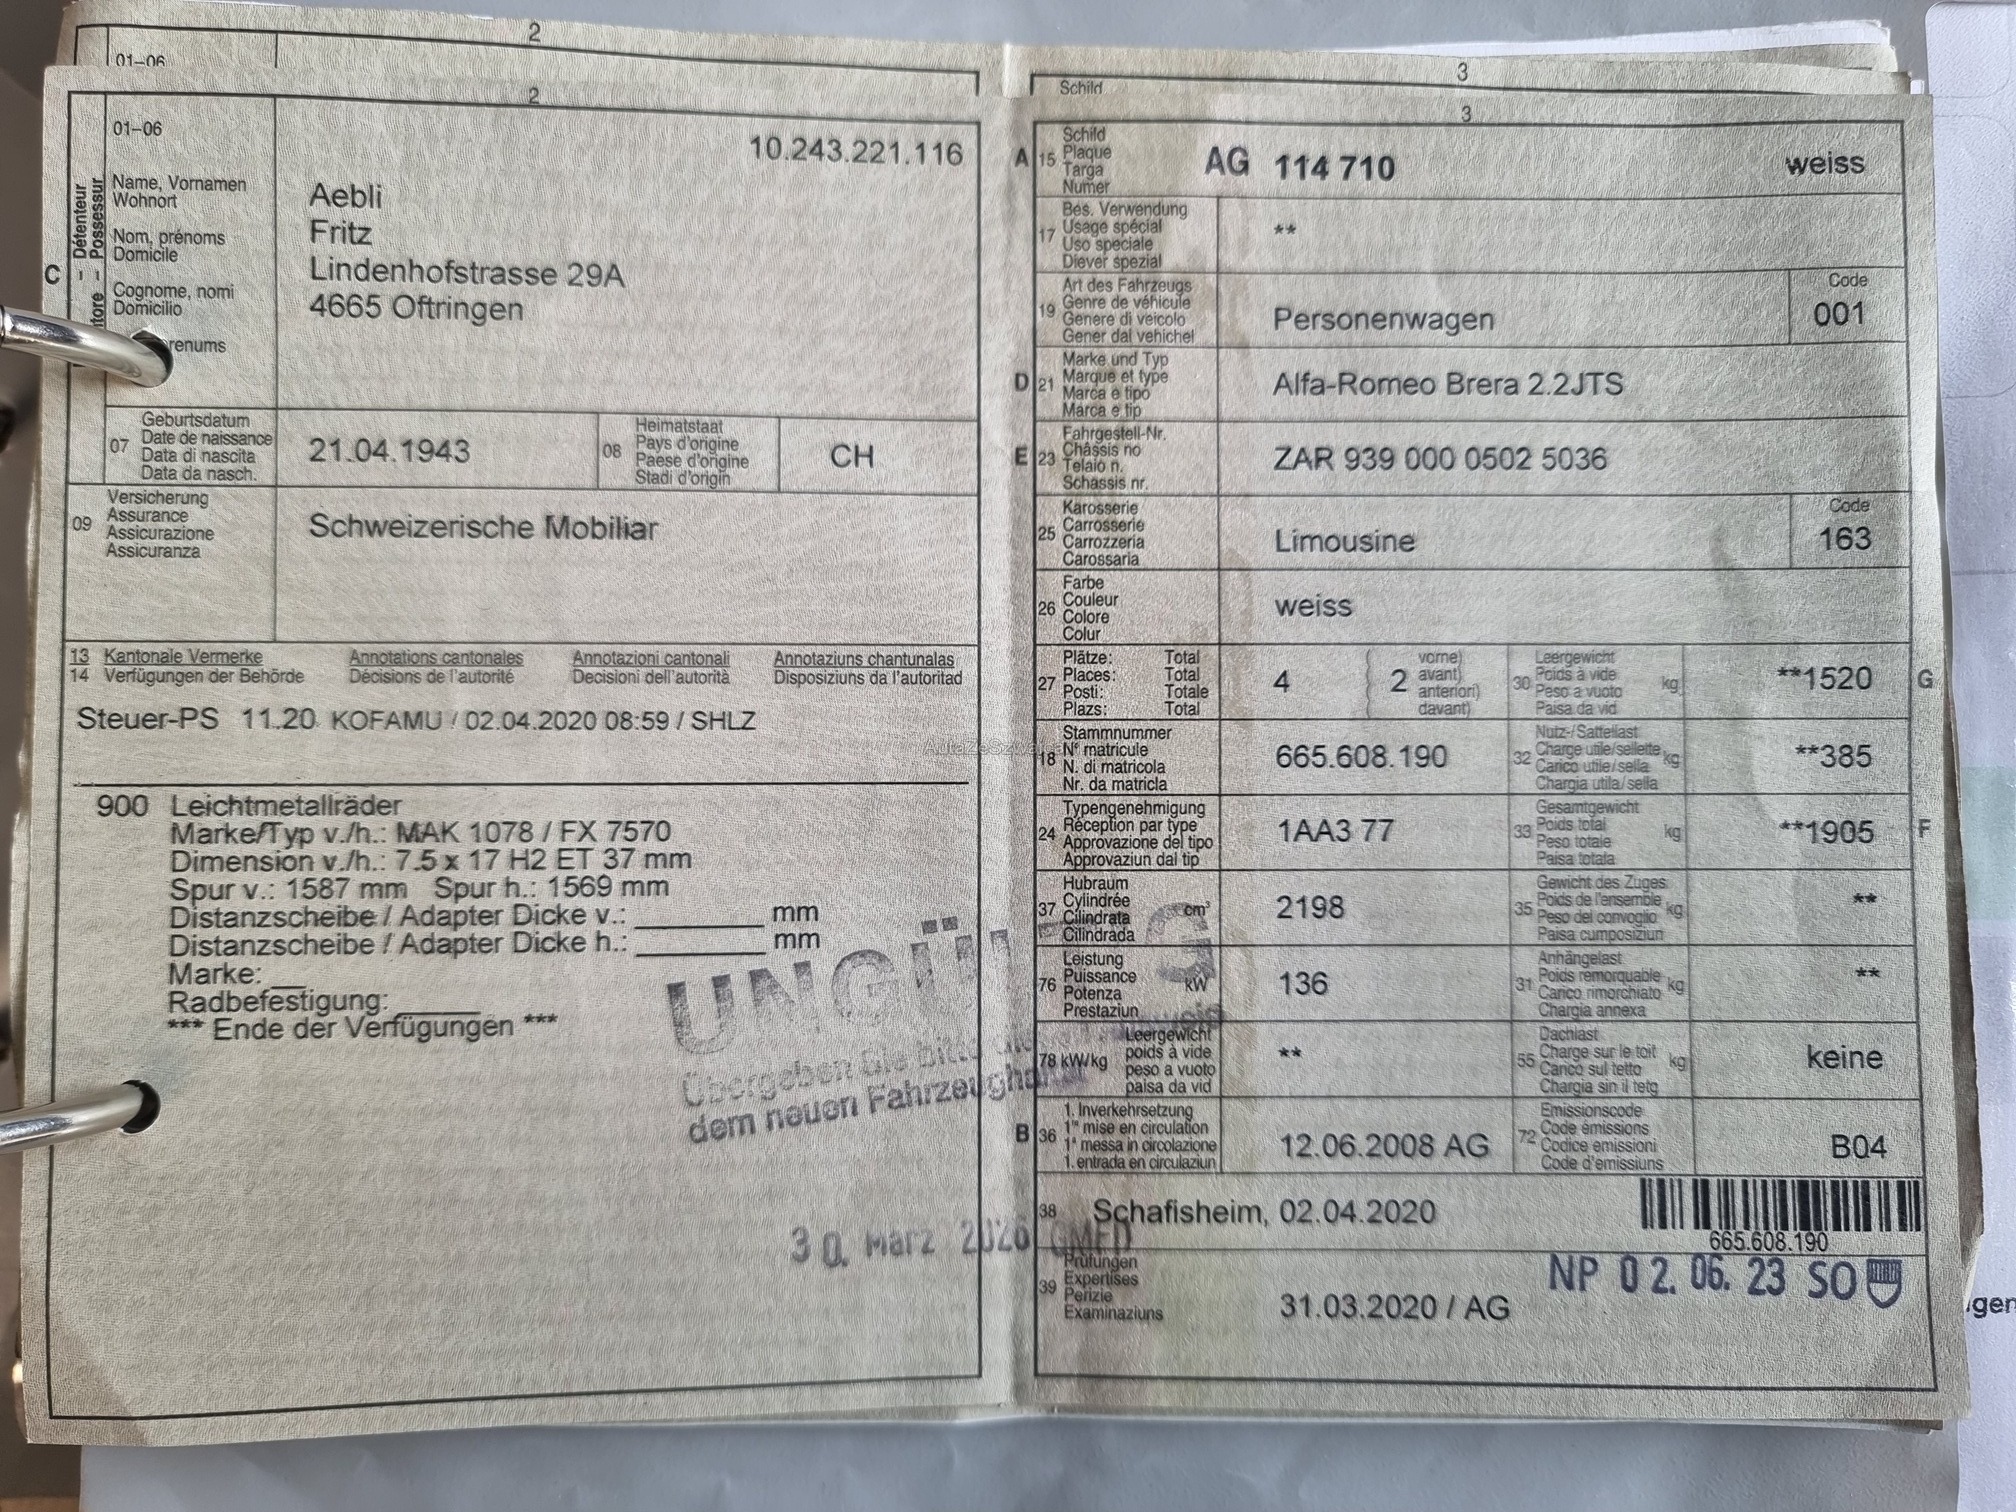 2
01–06
3
Schild
2
01–06
10.243.221.116
Détenteur
Possessur
C
Name, Vornamen
Wohnort
Nom, prénoms
Domicile
Cognome, nomi
Domicilio
Aebli
Fritz
Lindenhofstrasse 29A
4665 Oftringen
07
Geburtsdatum
Date de naissance
Data di nascita
Data da nasch.
21.04.1943
08
Heimatstaat
Pays d'origine
Paese d'origine
Stadi d'origin
CH
09
Versicherung
Assurance
Assicurazione
Assicuranza
Schweizerische Mobiliar
13 Kantonale Vermerke Annotations cantonales Annotazioni cantonali Annotaziuns chantunalas
14 Verfügungen der Behörde Décisions de l'autorité Decisioni dell'autorità Disposiziuns da l'autoritad
Steuer-PS 11.20 KOFAMU / 02.04.2020 08:59 / SHLZ
900 Leichtmetallräder
Marke/Typ v./h.: MAK 1078 / FX 7570
Dimension v./h.: 7.5 x 17 H2 ET 37 mm
Spur v.: 1587 mm Spur h.: 1569 mm
Distanzscheibe / Adapter Dicke v.: ________ mm
Distanzscheibe / Adapter Dicke h.: ________ mm
Marke: __
Radbefestigung: ______
*** Ende der Verfügungen ***
Übergeben Sie bitte
dem neuen Fahrzeughalter
30. März 2026 GMFD
3
A 15
Schild
Plaque
Targa
Numer
AG 114 710 weiss
17
Bes. Verwendung
Usage spécial
Uso speciale
Diever spezial
**
19
Art des Fahrzeugs
Genre de véhicule
Genere di veicolo
Gener dal vehichel
Personenwagen
Code
001
D 21
Marke und Typ
Marque et type
Marca e tipo
Marca e tip
Alfa-Romeo Brera 2.2JTS
E 23
Fahrgestell-Nr.
Châssis no
Telaio n.
Schassis nr.
ZAR 939 000 0502 5036
25
Karosserie
Carrosserie
Carrozzeria
Carossaria
Limousine
Code
163
26
Farbe
Couleur
Colore
Colur
weiss
27
Plätze: Total
Places: Total
Posti: Totale
Plazs: Total
4
2
vorne)
avant)
anteriori)
davant)
30
Leergewicht
Poids à vide
Peso a vuoto
Paisa da vid
kg
**1520
G
18
Stammnummer
N° matricule
N. di matricola
Nr. da matricla
665.608.190
32
Nutz-/Sattellast
Charge utile/sellette
Carico utile/sella
Chargia utila/sella
kg
**385
24
Typengenehmigung
Réception par type
Approvazione del tipo
Approvaziun dal tip
1AA3 77
33
Gesamtgewicht
Poids total
Peso totale
Paisa totala
kg
**1905
F
37
Hubraum
Cylindrée
Cilindrata
Cilindrada
cm³
2198
35
Gewicht des Zuges
Poids de l'ensemble
Peso del convoglio
Paisa cumposiziun
kg
**
76
Leistung
Puissance
Potenza
Prestaziun
kW
136
31
Anhängelast
Poids remorquable
Carico rimorchiato
Chargia annexa
kg
**
78 kW/kg
Leergewicht
poids à vide
peso a vuoto
paisa da vid
**
55
Dachlast
Charge sur le toit
Carico sul tetto
Chargia sin il tetg
kg
keine
B 36
1. Inverkehrsetzung
1re mise en circulation
1a messa in circolazione
1. entrada en circulaziun
12.06.2008 AG
72
Emissionscode
Code émissions
Codice emissioni
Code d'emissiuns
B04
38
Schafisheim, 02.04.2020
665.608.190
39
Prüfungen
Expertises
Perizie
Examinaziuns
31.03.2020 / AG
NP 02.06.23 SO